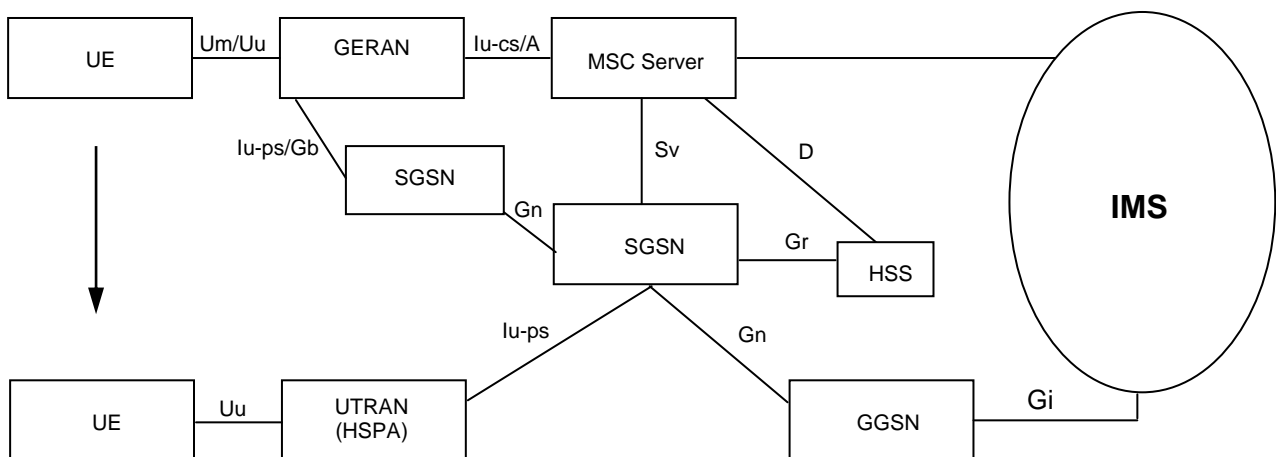 UE
Um/Uu
GERAN
Iu-cs/A
MSC Server
Iu-ps/Gb
SGSN
Gn
Sv
D
SGSN
Gr
HSS
IMS
Iu-ps
Gn
UE
Uu
UTRAN
(HSPA)
GGSN
Gi